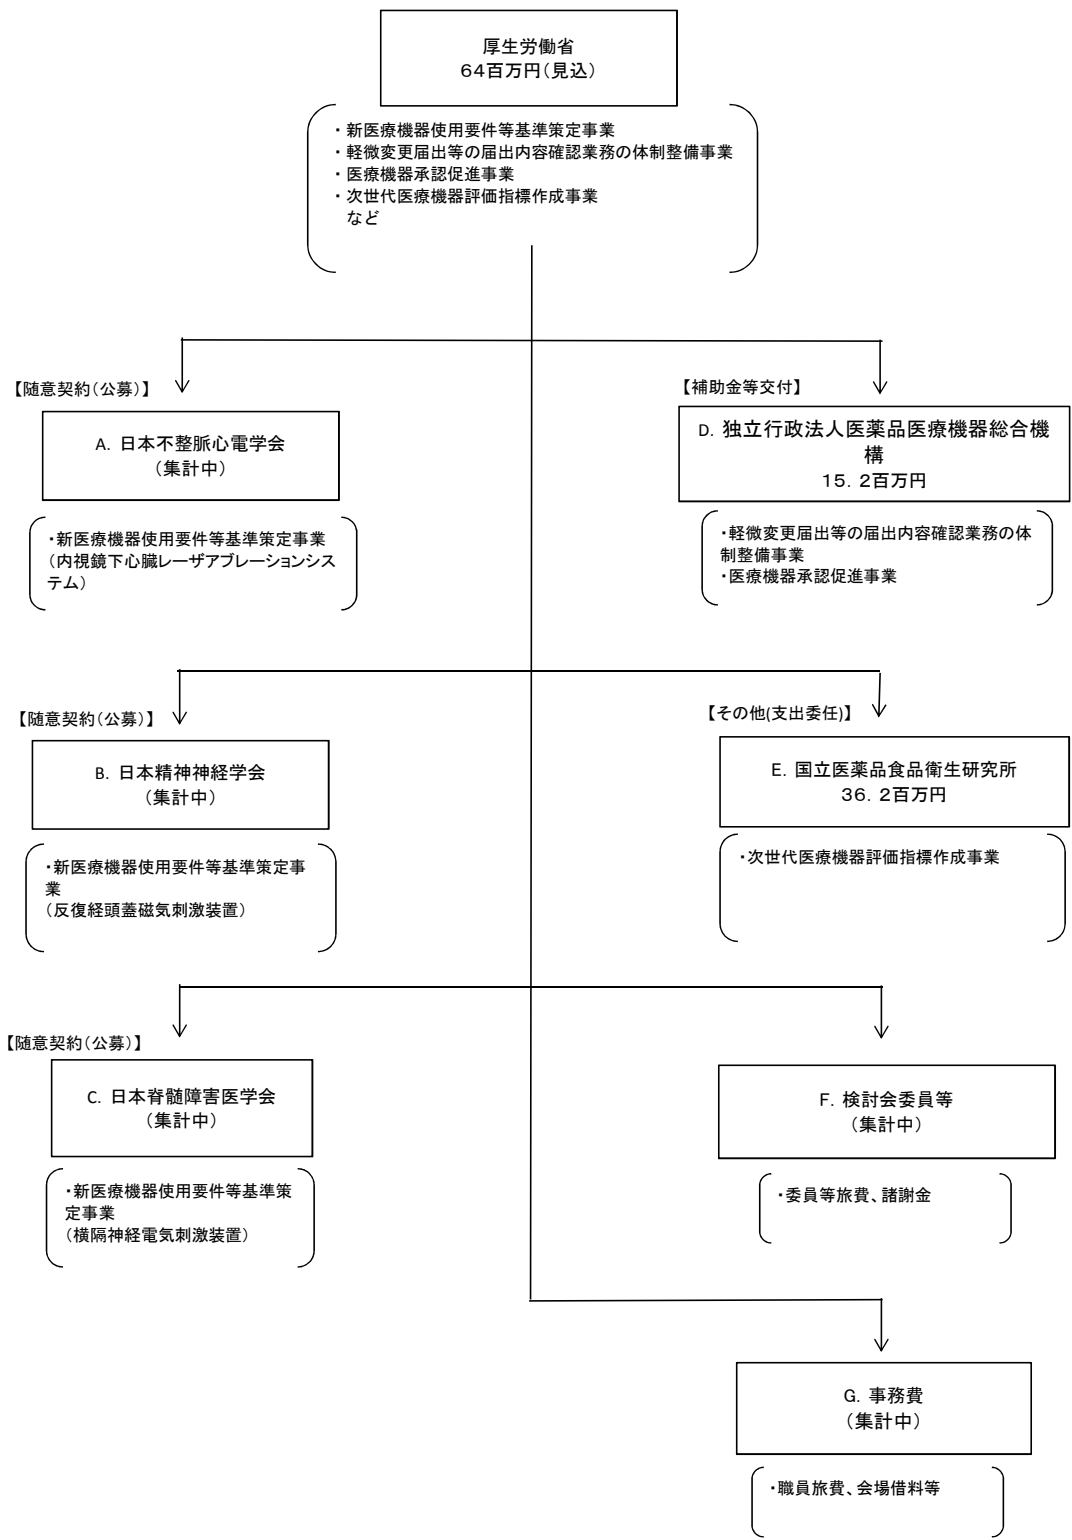 厚生労働省
64百万円(見込)
・新医療機器使用要件等基準策定事業
・軽微変更届出等の届出内容確認業務の体制整備事業
・医療機器承認促進事業
・次世代医療機器評価指標作成事業
など
【随意契約(公募)】
A. 日本不整脈心電学会
(集計中)
・新医療機器使用要件等基準策定事業
(内視鏡下心臓レーザアブレーションシス
テム)
【補助金等交付】
D. 独立行政法人医薬品医療機器総合機
構
15. 2百万円
・軽微変更届出等の届出内容確認業務の体
制整備事業
・医療機器承認促進事業
【随意契約(公募)】
B. 日本精神神経学会
(集計中)
・新医療機器使用要件等基準策定事
業
(反復経頭蓋磁気刺激装置)
【その他(支出委任)】
E. 国立医薬品食品衛生研究所
36. 2百万円
・次世代医療機器評価指標作成事業
【随意契約(公募)】
C. 日本脊髄障害医学会
(集計中)
・新医療機器使用要件等基準策
定事業
(横隔神経電気刺激装置)
F. 検討会委員等
(集計中)
・委員等旅費、諸謝金
G. 事務費
(集計中)
・職員旅費、会場借料等